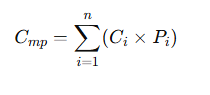 $C_{mp} = \sum_{i=1}^{n} (C_i \times P_i)$